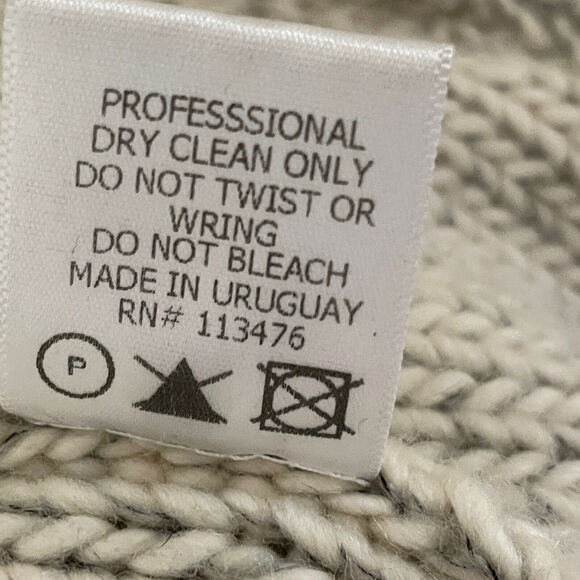 PROFESSSIONAL
DRY CLEAN ONLY
DO NOT TWIST OR
WRING
DO NOT BLEACH
MADE IN URUGUAY
RN# 113476
P